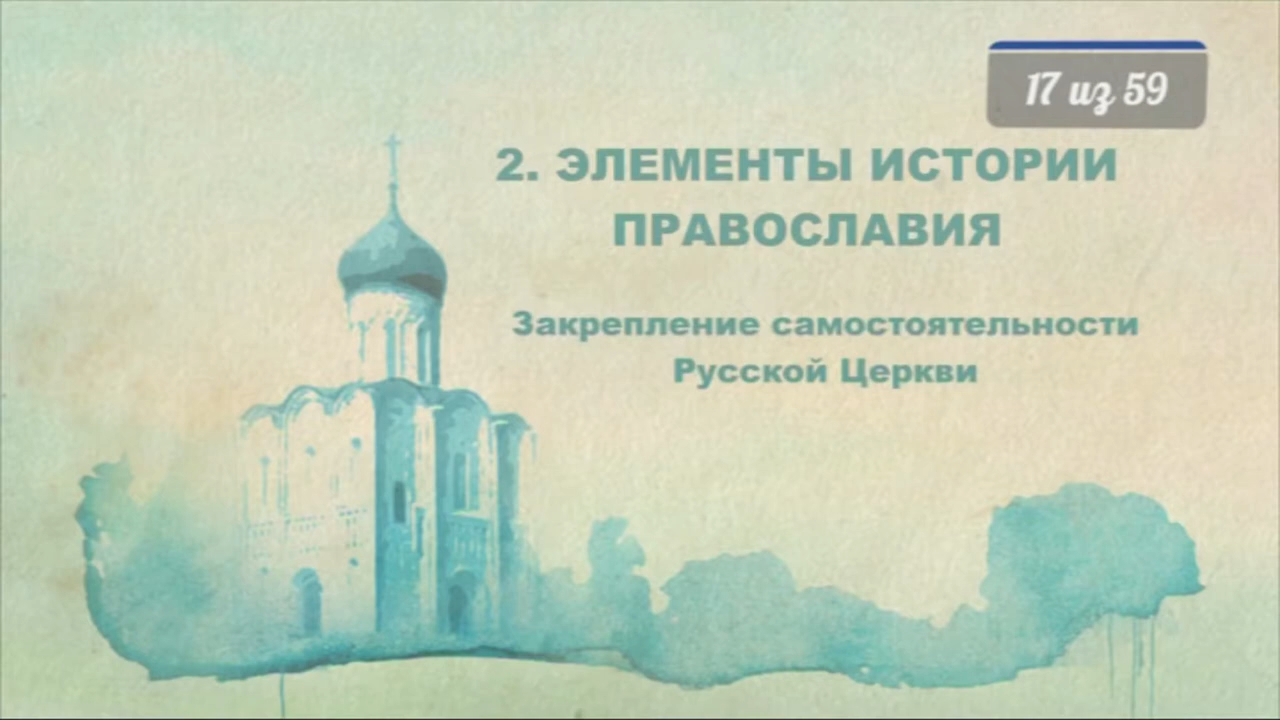 17 из 59
2. ЭЛЕМЕНТЫ ИСТОРИИ
ПРАВОСЛАВИЯ
Закрепление самостоятельности
Русской Церкви